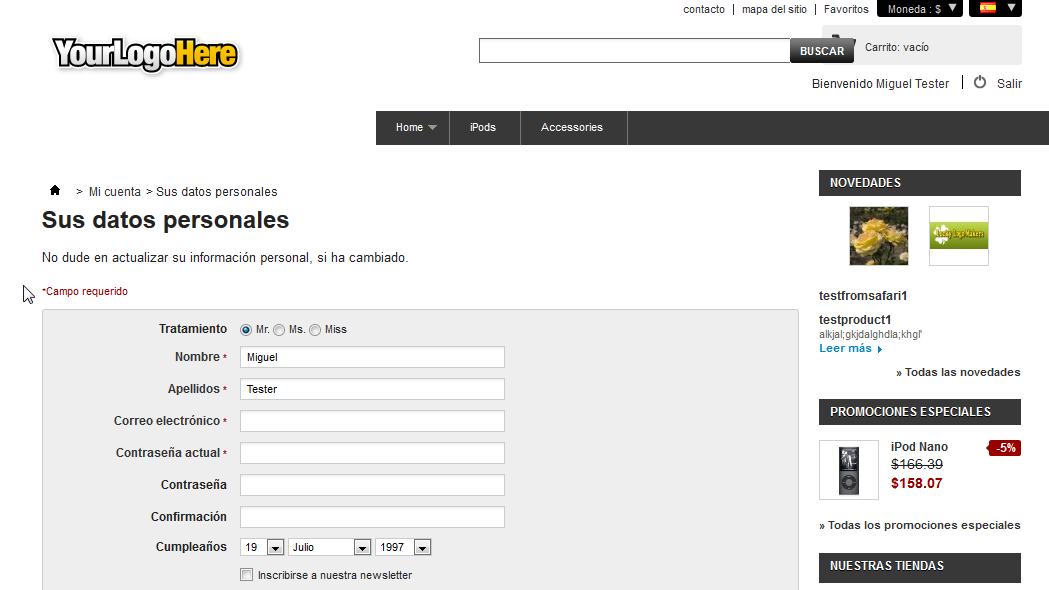 contacto | mapa del sitio | Favoritos Moneda : $
YourLogoHere
BUSCAR
Carrito: vacío
Bienvenido Miguel Tester | Salir
Home iPods Accessories
> Mi cuenta > Sus datos personales
Sus datos personales
No dude en actualizar su información personal, si ha cambiado.
*Campo requerido
Tratamiento Mr. Ms. Miss
Nombre * Miguel
Apellidos * Tester
Correo electrónico *
Contraseña actual *
Contraseña
Confirmación
Cumpleaños 19 Julio 1997
Inscribirse a nuestra newsletter
NOVEDADES
Logo Makers
testfromsafari1
testproduct1
alkjal;gkjdalghdla;khgl'
Leer más
» Todas las novedades
PROMOCIONES ESPECIALES
iPod Nano -5%
$166.39
$158.07
» Todas los promociones especiales
NUESTRAS TIENDAS